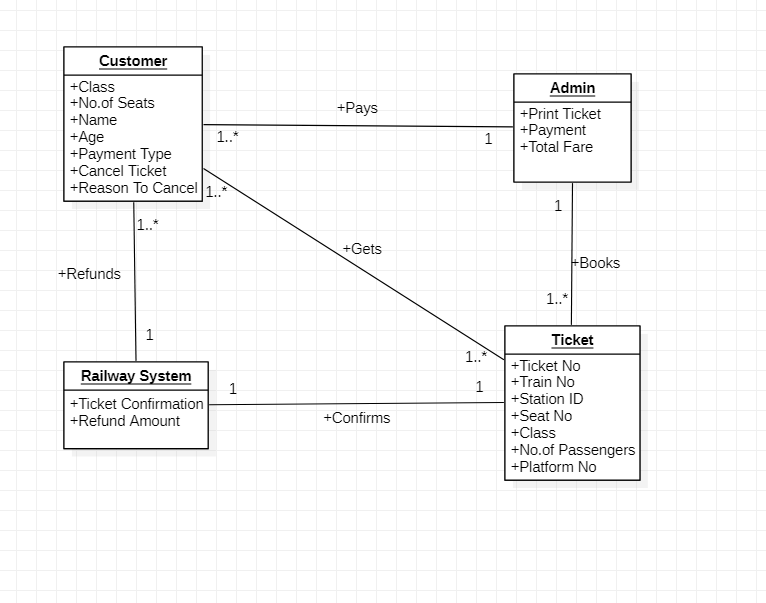 Customer
+Class
+No.of Seats
+Name
+Age
+Payment Type
+Cancel Ticket
+Reason To Cancel
+Pays
1..*
1
Admin
+Print Ticket
+Payment
+Total Fare
1..*
+Gets
1..*
1
+Books
1..*
1..*
+Refunds
1
Railway System
+Ticket Confirmation
+Refund Amount
1
+Confirms
1
Ticket
+Ticket No
+Train No
+Station ID
+Seat No
+Class
+No.of Passengers
+Platform No